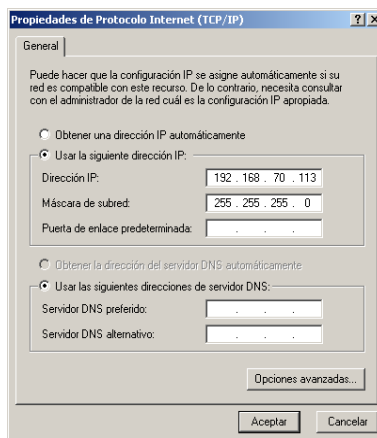 Propiedades de Protocolo Internet (TCP/IP)
General
Puede hacer que la configuración IP se asigne automáticamente si su
red es compatible con este recurso. De lo contrario, necesita consultar
con el administrador de la red cuál es la configuración IP apropiada.
Obtener una dirección IP automáticamente
Usar la siguiente dirección IP:
Dirección IP: 192 . 168 . 70 . 113
Máscara de subred: 255 . 255 . 255 . 0
Puerta de enlace predeterminada: . . .
Obtener la dirección del servidor DNS automáticamente
Usar las siguientes direcciones de servidor DNS:
Servidor DNS preferido: . . .
Servidor DNS alternativo: . . .
Opciones avanzadas...
Aceptar Cancelar